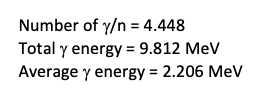 Number of γ/n = 4.448
Total γ energy = 9.812 MeV
Average γ energy = 2.206 MeV